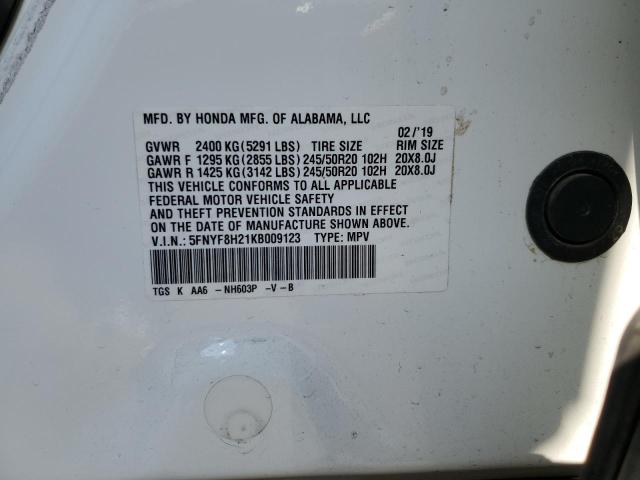 MFD. BY HONDA MFG. OF ALABAMA, LLC
02/'19
GVWR 2400 KG(5291 LBS) TIRE SIZE RIM SIZE
GAWR F 1295 KG(2855 LBS) 245/50R20 102H 20X8.0J
GAWR R 1425 KG(3142 LBS) 245/50R20 102H 20X8.0J
THIS VEHICLE CONFORMS TO ALL APPLICABLE
FEDERAL MOTOR VEHICLE SAFETY
AND THEFT PREVENTION STANDARDS IN EFFECT
ON THE DATE OF MANUFACTURE SHOWN ABOVE.
V.I.N.: 5FNYF8H21KB009123 TYPE: MPV
TGS K AA6 -NH603P -V-B